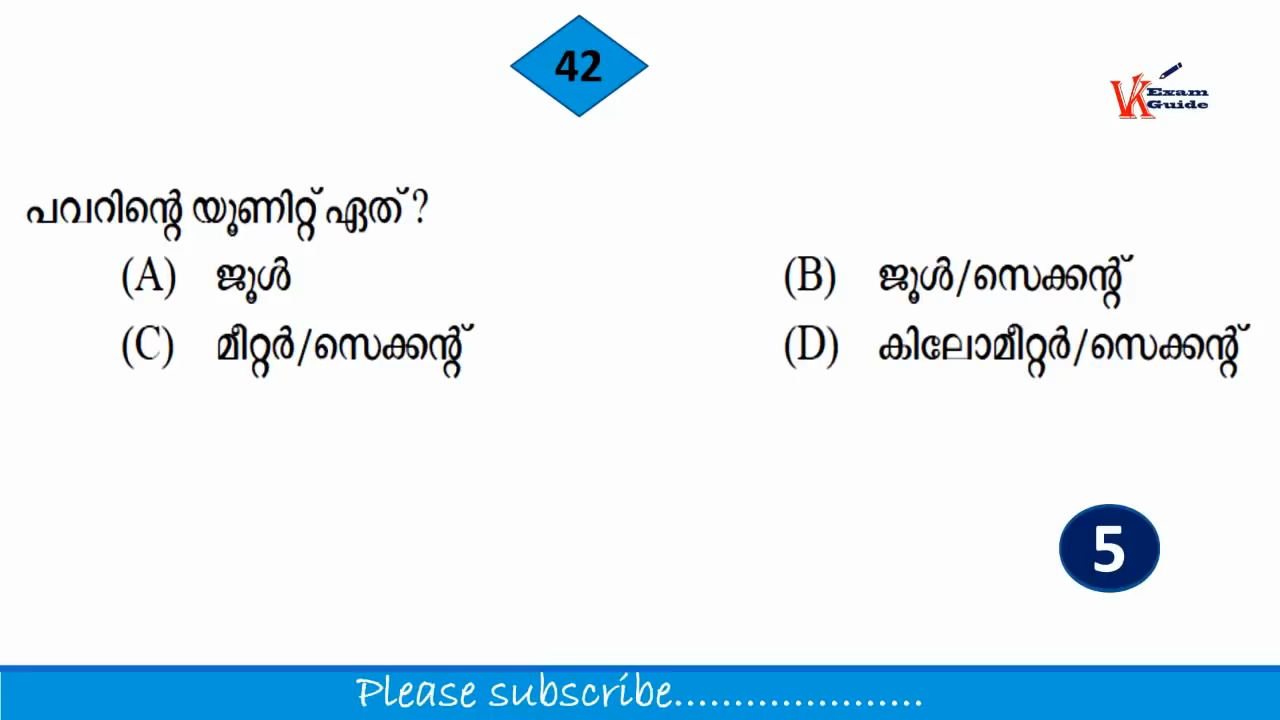 42
VK Exam
Guide
പവറിന്റെ യൂണിറ്റ് ഏത് ?
(A) ജൂൾ
(B) ജൂൾ/സെക്കന്റ്
(C) മീറ്റർ/സെക്കന്റ്
(D) കിലോമീറ്റർ/സെക്കന്റ്
5
Please subscribe.....................